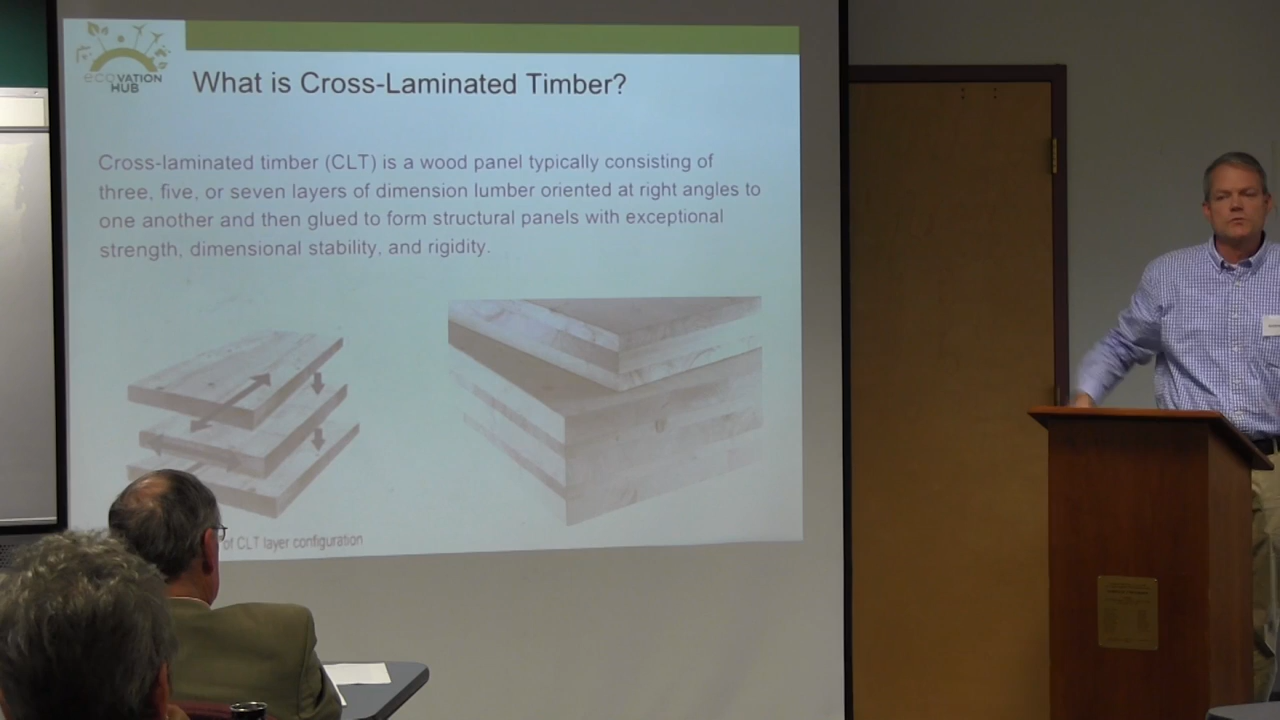 ecoVATION
HUB
What is Cross-Laminated Timber?
Cross-laminated timber (CLT) is a wood panel typically consisting of
three, five, or seven layers of dimension lumber oriented at right angles to
one another and then glued to form structural panels with exceptional
strength, dimensional stability, and rigidity.
of CLT layer configuration